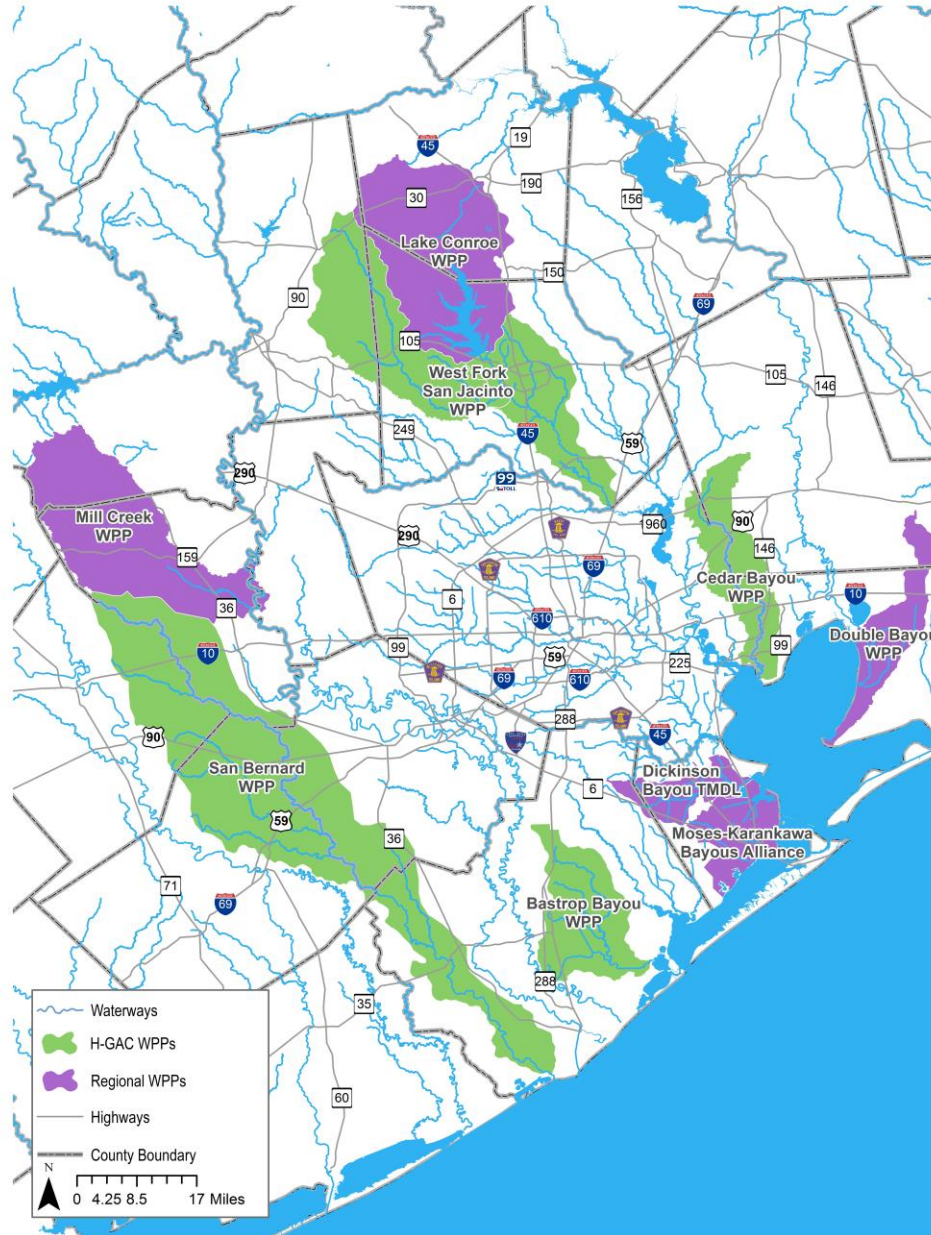 45
19
30
190
156
Lake Conroe
WPP
150
90
69
105
105
146
West Fork
San Jacinto
WPP
249
45
59
290
99
TOLL
Mill Creek
WPP
290
1960
90
159
146
69
Cedar Bayou
WPP
36
6
610
10
Double Bayou
WPP
10
99
59
225
99
69
610
288
90
45
San Bernard
WPP
Dickinson
Bayou TMDL
6
59
36
Moses-Karankawa
Bayous Alliance
71
69
Bastrop Bayou
WPP
288
35
60
Waterways
H-GAC WPPs
Regional WPPs
Highways
County Boundary
N
0 4.25 8.5 17 Miles